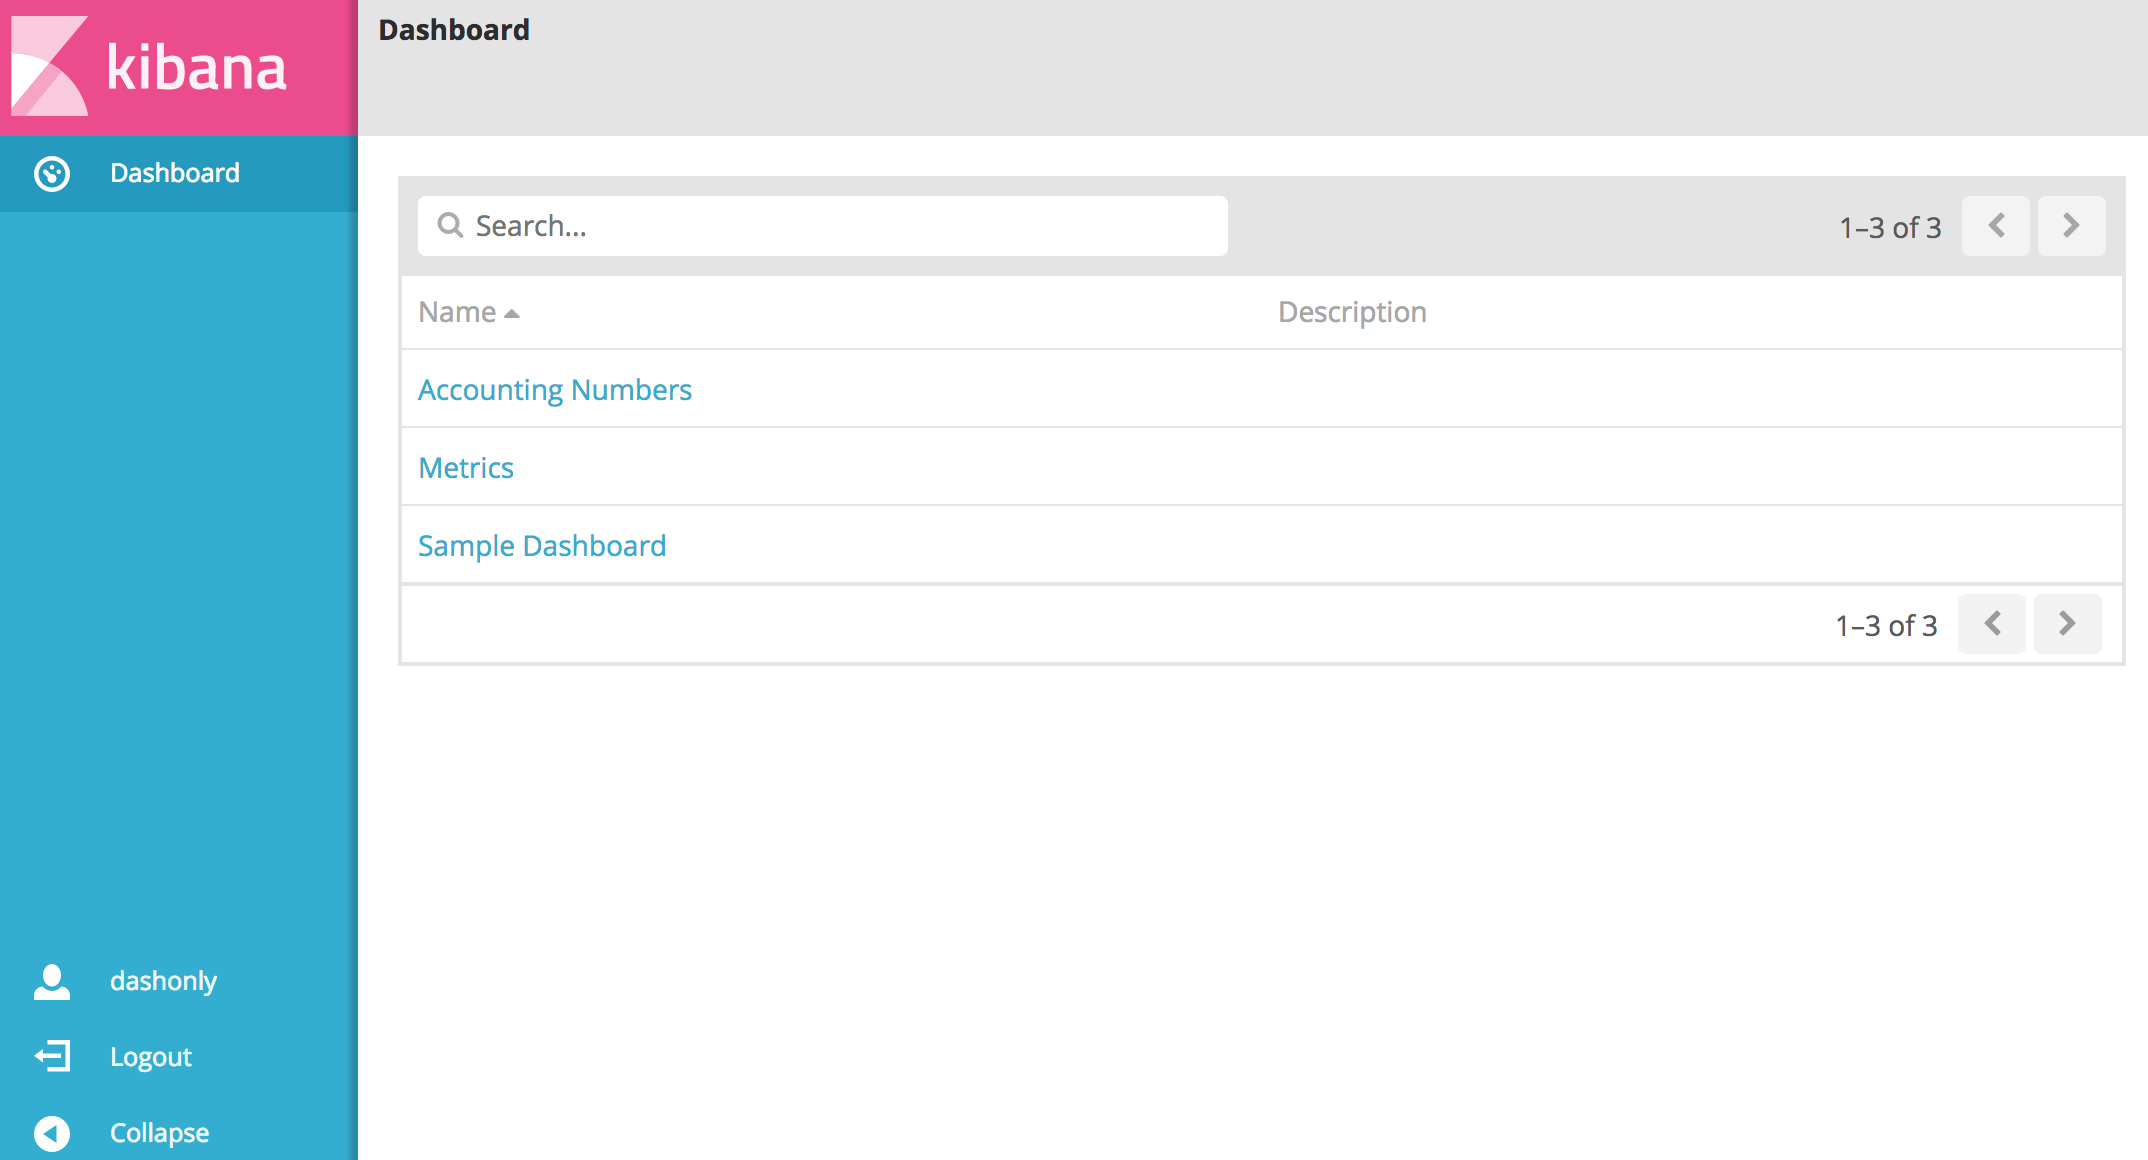 kibana
Dashboard
Dashboard
Search...
1–3 of 3
Name
Description
Accounting Numbers
Metrics
Sample Dashboard
1–3 of 3
dashonly
Logout
Collapse